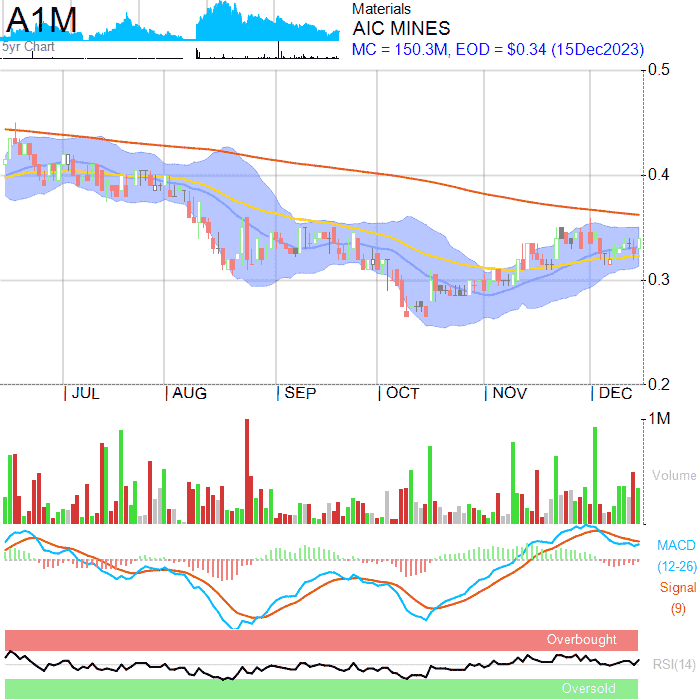 A1M
5yr Chart
Materials
AIC MINES
MC = 150.3M, EOD = $0.34 (15Dec2023)
0.5
0.4
0.3
0.2
JUL AUG SEP OCT NOV DEC
1M
Volume
MACD
(12-26)
Signal
(9)
Overbought
RSI(14)
Oversold